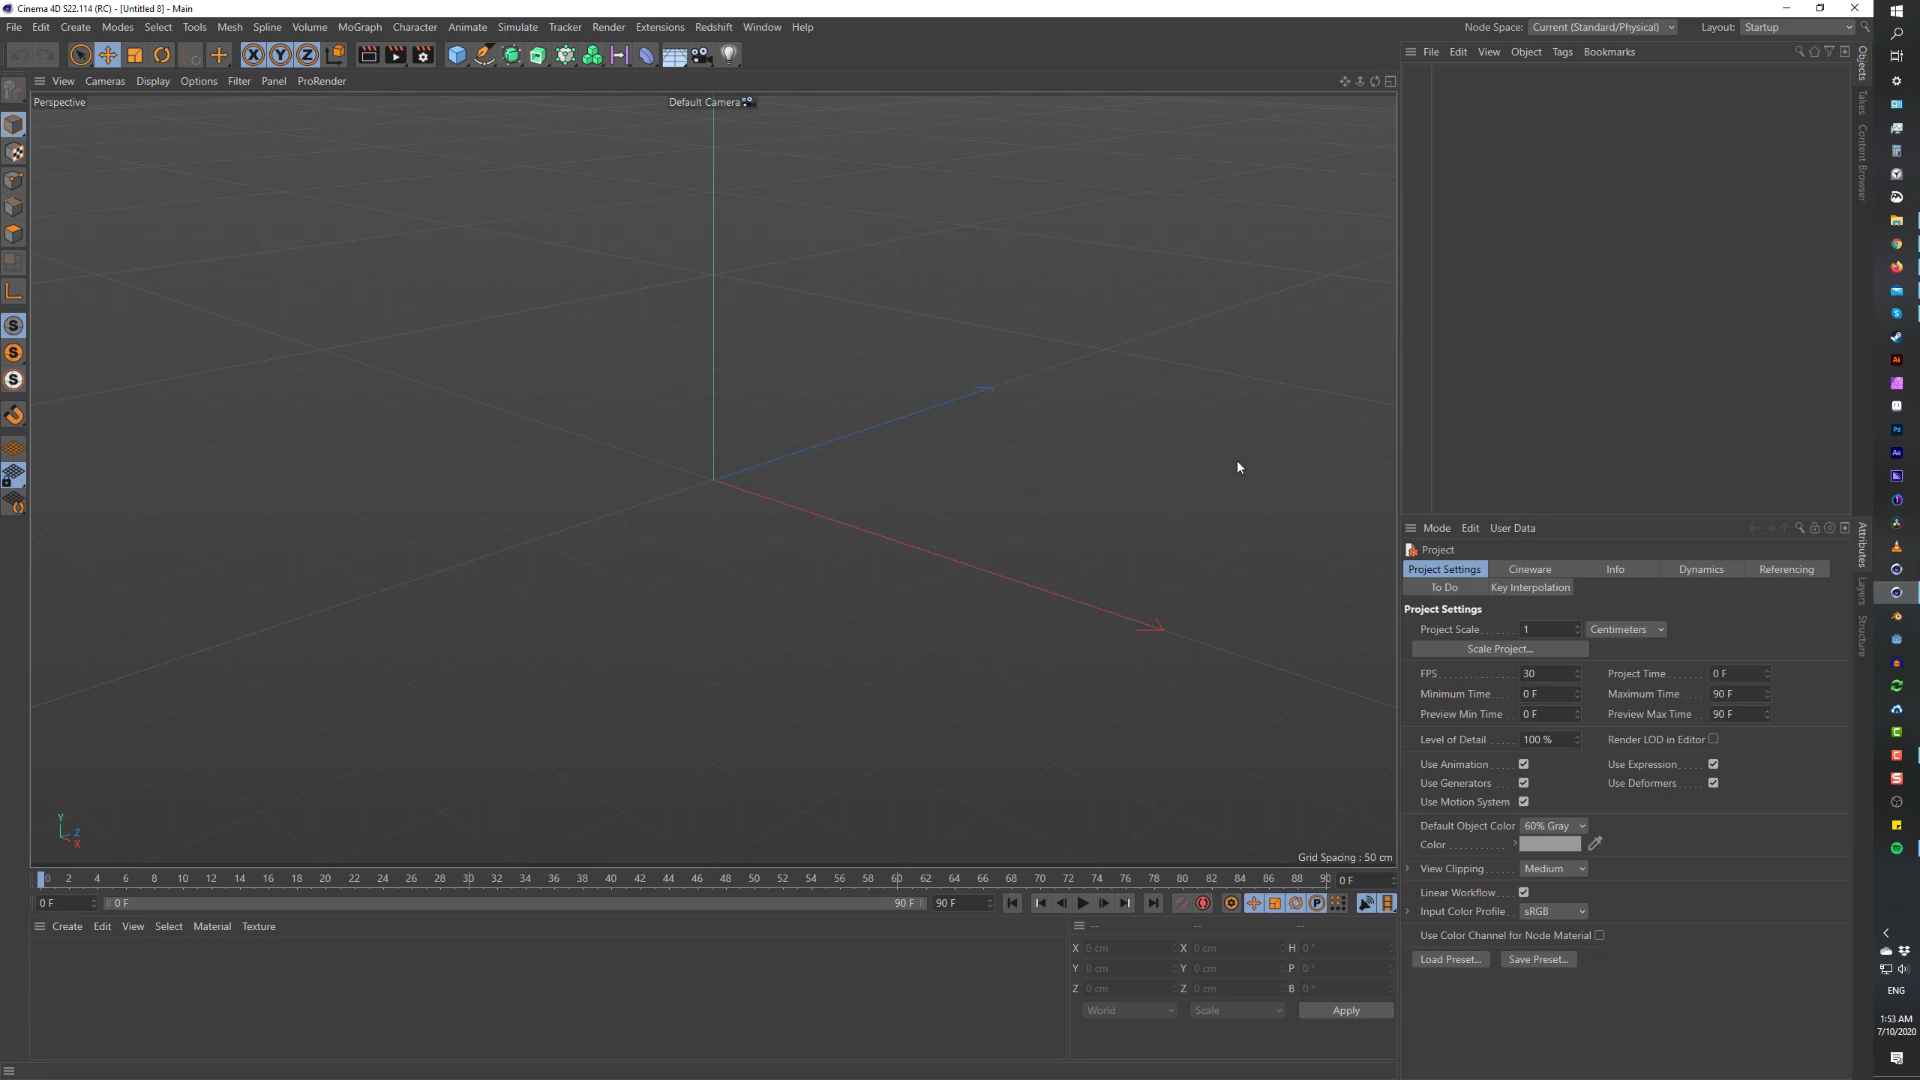 Cinema 4D S22.114 (RC) - [Untitled 8] - Main
File Edit Create Modes Select Tools Mesh Spline Volume MoGraph Character Animate Simulate Tracker Render Extensions Redshift Window Help
Node Space: Current (Standard/Physical) Layout: Startup
View Cameras Display Options Filter Panel ProRender
File Edit View Object Tags Bookmarks
Perspective
Default Camera
Objects
Takes
Content Browser
Y
Z
X
Grid Spacing : 50 cm
0 2 4 6 8 10 12 14 16 18 20 22 24 26 28 30 32 34 36 38 40 42 44 46 48 50 52 54 56 58 60 62 64 66 68 70 72 74 76 78 80 82 84 86 88 90 0 F
0 F 0 F 90 F 90 F
Create Edit View Select Material Texture
-- -- --
X 0 cm X 0 cm H 0 °
Y 0 cm Y 0 cm P 0 °
Z 0 cm Z 0 cm B 0 °
World Scale Apply
Mode Edit User Data
Project
Project Settings Cineware Info Dynamics Referencing
To Do Key Interpolation
Project Settings
Project Scale 1 Centimeters
Scale Project...
FPS 30 Project Time 0 F
Minimum Time 0 F Maximum Time 90 F
Preview Min Time 0 F Preview Max Time 90 F
Level of Detail 100 % Render LOD in Editor
Use Animation Use Expression
Use Generators Use Deformers
Use Motion System
Default Object Color 60% Gray
Color
View Clipping Medium
Linear Workflow
Input Color Profile sRGB
Use Color Channel for Node Material
Load Preset... Save Preset...
Attributes
Layers
Structure
ENG
1:53 AM
7/10/2020